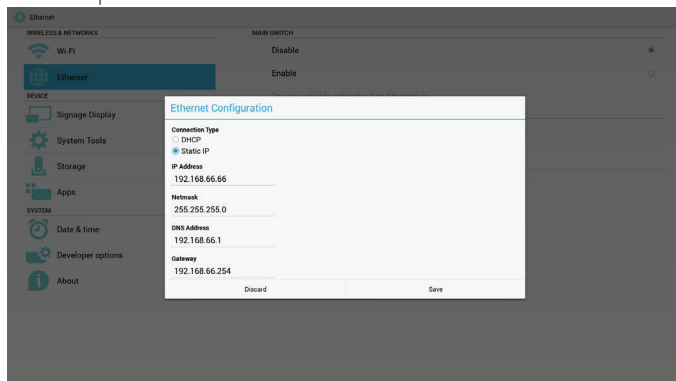 Ethernet
WIRELESS & NETWORKS
MAIN SWITCH
Wi-Fi
Disable
Ethernet
Enable
DEVICE
Signage Display
System Tools
Storage
Apps
SYSTEM
Date & time
Developer options
About
Ethernet Configuration
Connection Type
DHCP
Static IP
IP Address
192.168.66.66
Netmask
255.255.255.0
DNS Address
192.168.66.1
Gateway
192.168.66.254
Discard
Save